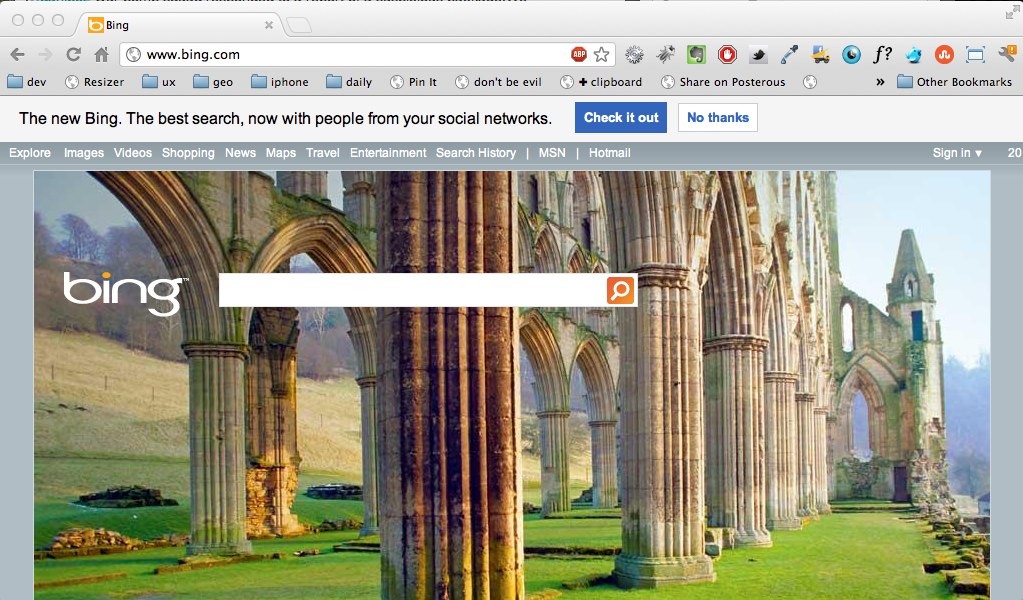 Bing
www.bing.com
ABP
f?
dev Resizer ux geo iphone daily Pin It don't be evil + clipboard Share on Posterous » Other Bookmarks
The new Bing. The best search, now with people from your social networks. Check it out No thanks
Explore Images Videos Shopping News Maps Travel Entertainment Search History | MSN | Hotmail Sign in ▾ 20
bing™